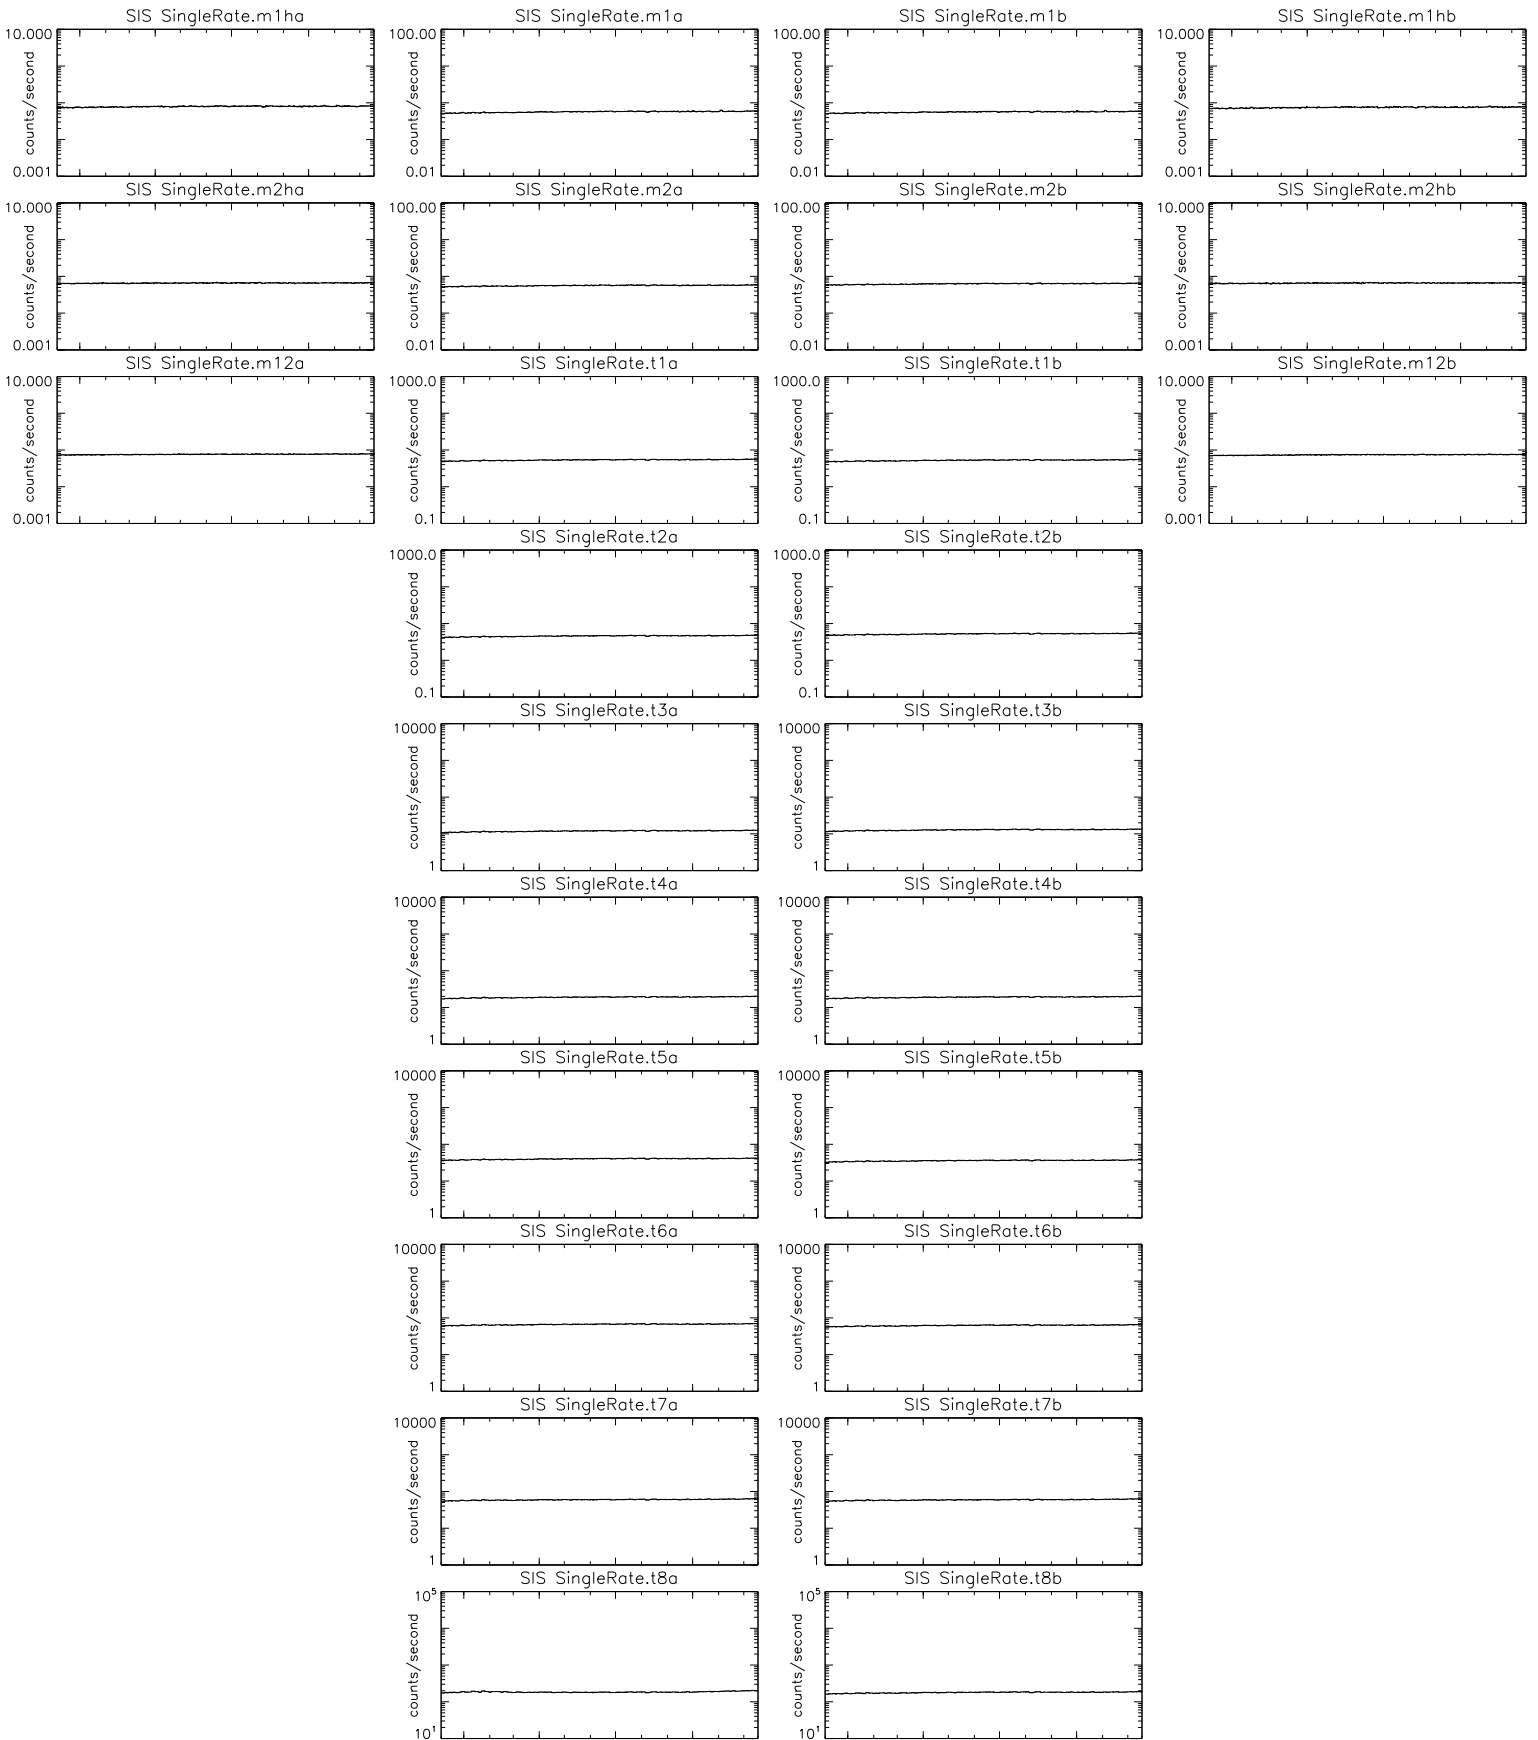 SIS SingleRate.m1ha
10.000
counts/second
0.001
SIS SingleRate.m1a
100.00
counts/second
0.01
SIS SingleRate.m1b
100.00
counts/second
0.01
SIS SingleRate.m1hb
10.000
counts/second
0.001
SIS SingleRate.m2ha
10.000
counts/second
0.001
SIS SingleRate.m2a
100.00
counts/second
0.01
SIS SingleRate.m2b
100.00
counts/second
0.01
SIS SingleRate.m2hb
10.000
counts/second
0.001
SIS SingleRate.m12a
10.000
counts/second
0.001
SIS SingleRate.t1a
1000.0
counts/second
0.1
SIS SingleRate.t1b
1000.0
counts/second
0.1
SIS SingleRate.m12b
10.000
counts/second
0.001
SIS SingleRate.t2a
1000.0
counts/second
0.1
SIS SingleRate.t2b
1000.0
counts/second
0.1
SIS SingleRate.t3a
10000
counts/second
1
SIS SingleRate.t3b
10000
counts/second
1
SIS SingleRate.t4a
10000
counts/second
1
SIS SingleRate.t4b
10000
counts/second
1
SIS SingleRate.t5a
10000
counts/second
1
SIS SingleRate.t5b
10000
counts/second
1
SIS SingleRate.t6a
10000
counts/second
1
SIS SingleRate.t6b
10000
counts/second
1
SIS SingleRate.t7a
10000
counts/second
1
SIS SingleRate.t7b
10000
counts/second
1
SIS SingleRate.t8a
10⁵
counts/second
10¹
SIS SingleRate.t8b
10⁵
counts/second
10¹